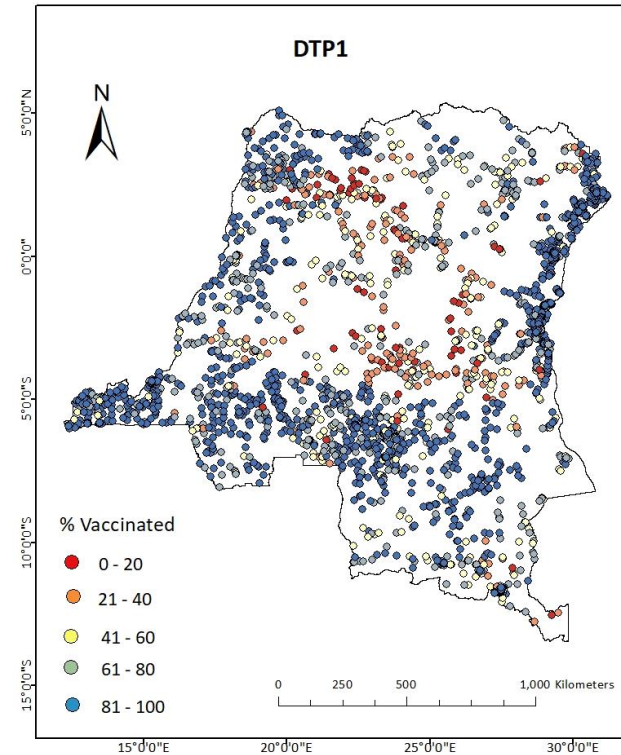 DTP1
N
5°0'0"N
0°0'0"
5°0'0"S
10°0'0"S
15°0'0"S
% Vaccinated
0 - 20
21 - 40
41 - 60
61 - 80
81 - 100
0 250 500 1,000 Kilometers
15°0'0"E 20°0'0"E 25°0'0"E 30°0'0"E